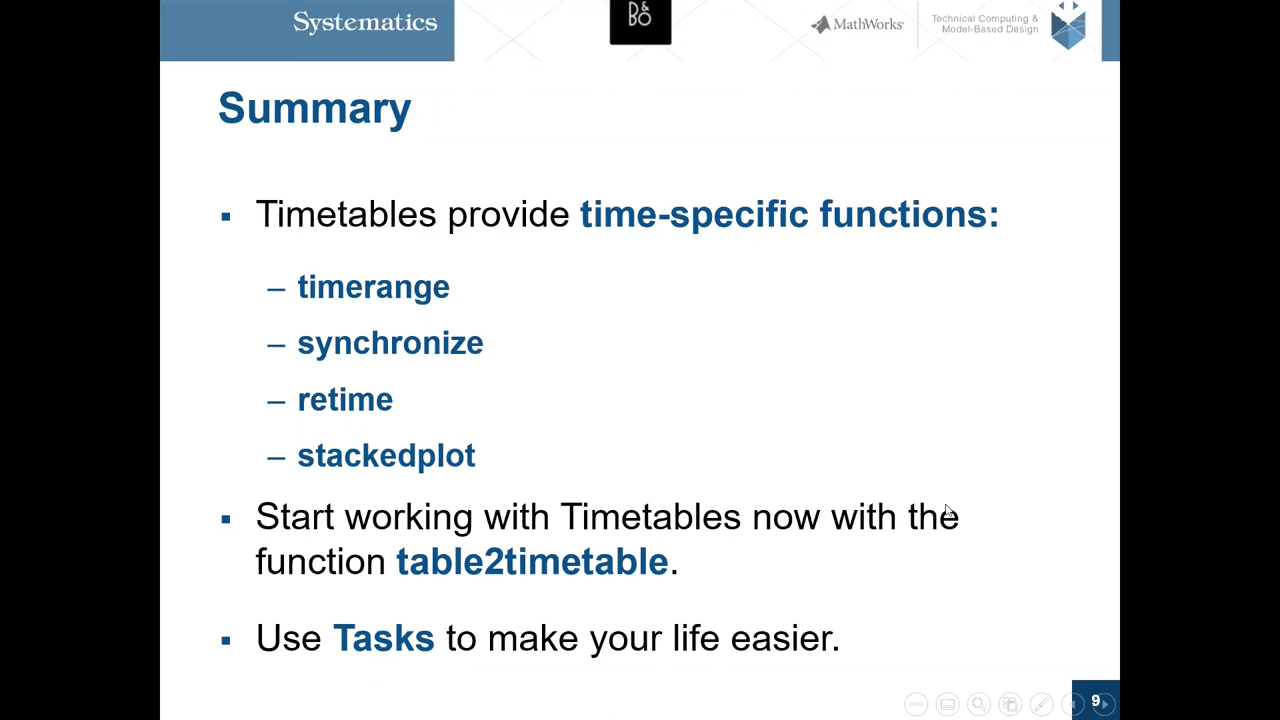 Systematics
D&
BO
MathWorks®
Technical Computing &
Model-Based Design
Summary
▪ Timetables provide time-specific functions:
– timerange
– synchronize
– retime
– stackedplot
▪ Start working with Timetables now with the
function table2timetable.
▪ Use Tasks to make your life easier.
9